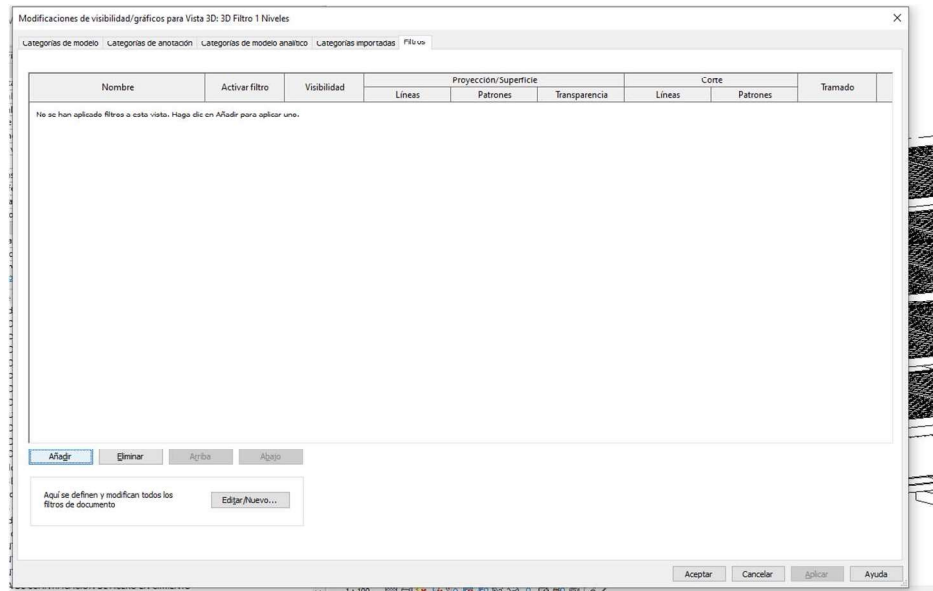 Modificaciones de visibilidad/gráficos para Vista 3D: 3D Filtro 1 Niveles
Categorías de modelo Categorías de anotación Categorías de modelo analítico Categorías importadas Filtros
Nombre Activar filtro Visibilidad Proyección/Superficie Corte Tramado
Líneas Patrones Transparencia Líneas Patrones
No se han aplicado filtros a esta vista. Haga clic en Añadir para aplicar uno.
Añadir Eliminar Arriba Abajo
Aquí se definen y modifican todos los
filtros de documento
Editar/Nuevo...
Aceptar Cancelar Aplicar Ayuda
1 : 100